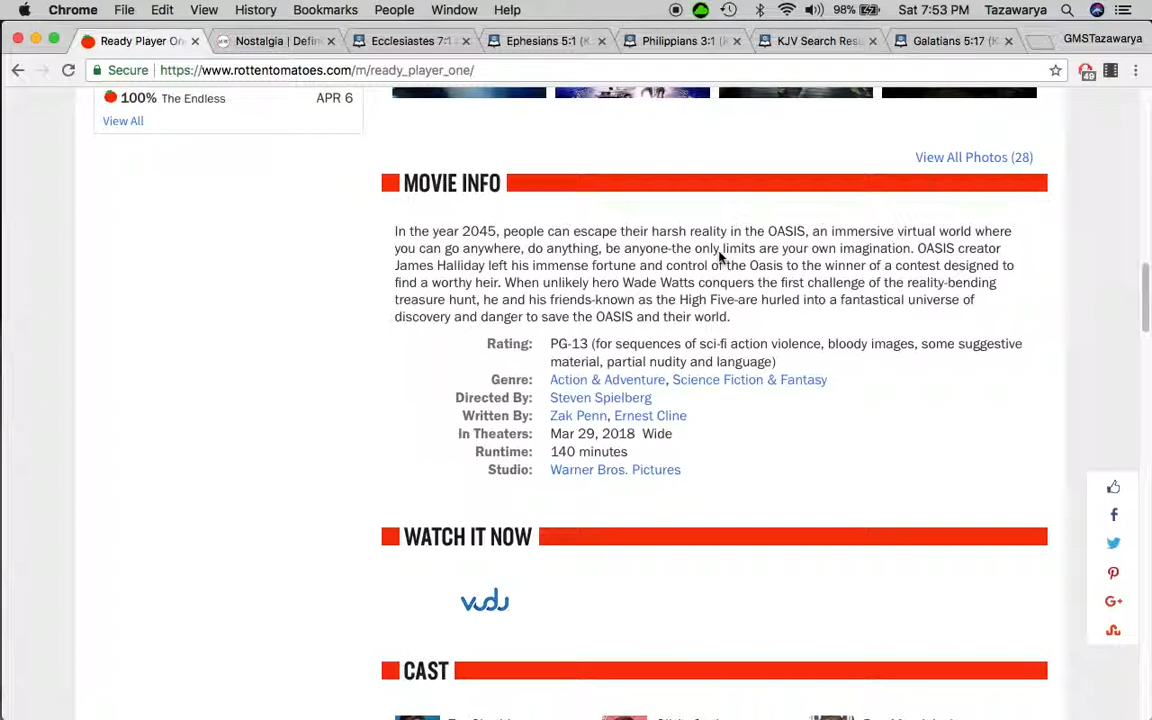 Chrome File Edit View History Bookmarks People Window Help 98% Sat 7:53 PM Tazawarya
Ready Player On Nostalgia | Defin Ecclesiastes 7:1 - Ephesians 5:1 (K Philippians 3:1 (K KJV Search Resu Galatians 5:17 (K GMSTazawarya
Secure https://www.rottentomatoes.com/m/ready_player_one/ 49
100% The Endless APR 6
View All
View All Photos (28)
MOVIE INFO
In the year 2045, people can escape their harsh reality in the OASIS, an immersive virtual world where
you can go anywhere, do anything, be anyone-the only limits are your own imagination. OASIS creator
James Halliday left his immense fortune and control of the Oasis to the winner of a contest designed to
find a worthy heir. When unlikely hero Wade Watts conquers the first challenge of the reality-bending
treasure hunt, he and his friends-known as the High Five-are hurled into a fantastical universe of
discovery and danger to save the OASIS and their world.
Rating: PG-13 (for sequences of sci-fi action violence, bloody images, some suggestive
material, partial nudity and language)
Genre: Action & Adventure, Science Fiction & Fantasy
Directed By: Steven Spielberg
Written By: Zak Penn, Ernest Cline
In Theaters: Mar 29, 2018 Wide
Runtime: 140 minutes
Studio: Warner Bros. Pictures
WATCH IT NOW
vudu
CAST